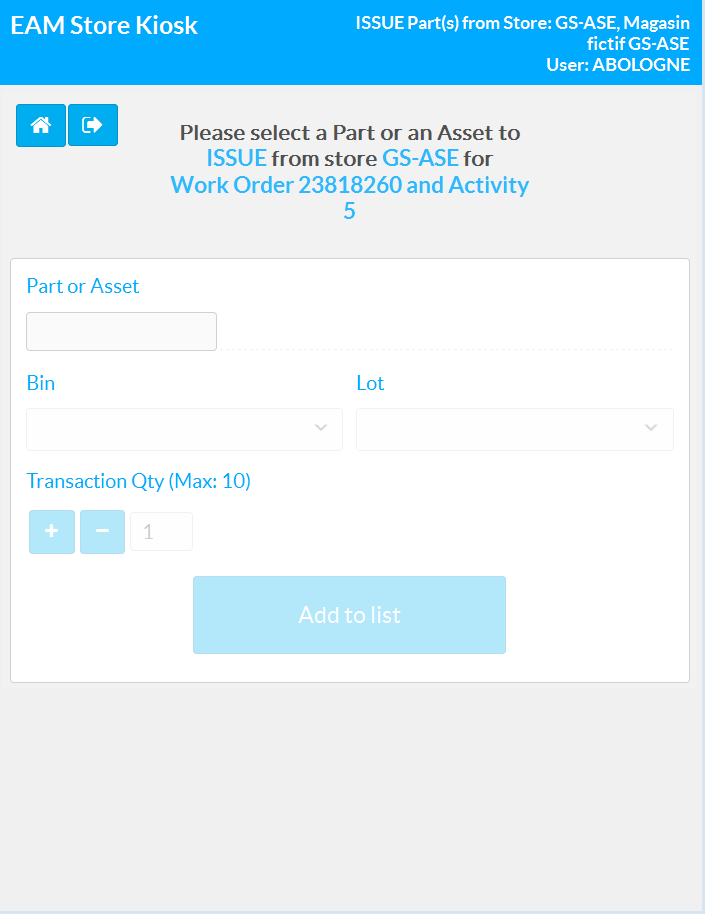 EAM Store Kiosk
ISSUE Part(s) from Store: GS-ASE, Magasin
fictif GS-ASE
User: ABOLOGNE
Please select a Part or an Asset to
ISSUE from store GS-ASE for
Work Order 23818260 and Activity
5
Part or Asset
Bin
Lot
Transaction Qty (Max: 10)
+ − 1
Add to list